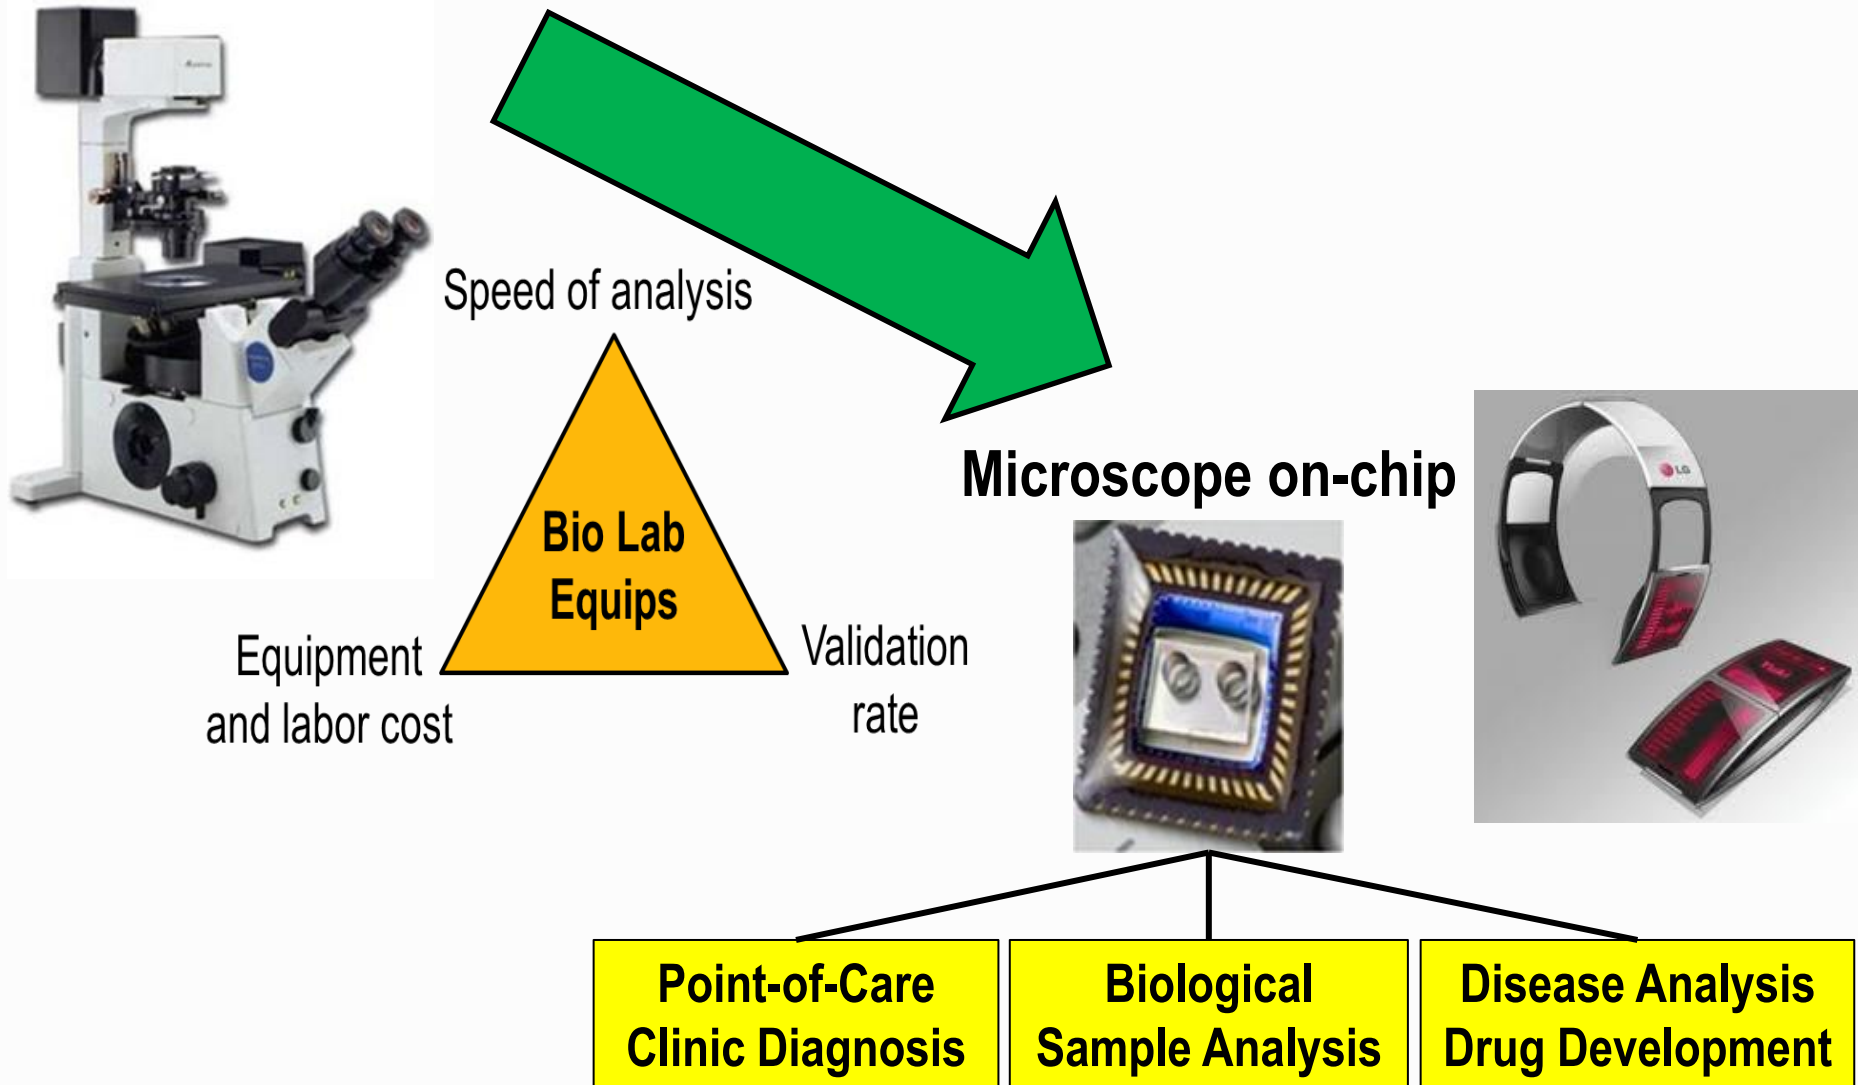 Speed of analysis
Bio Lab
Equips
Equipment
and labor cost
Validation
rate
Microscope on-chip
LG
Point-of-Care
Clinic Diagnosis
Biological
Sample Analysis
Disease Analysis
Drug Development